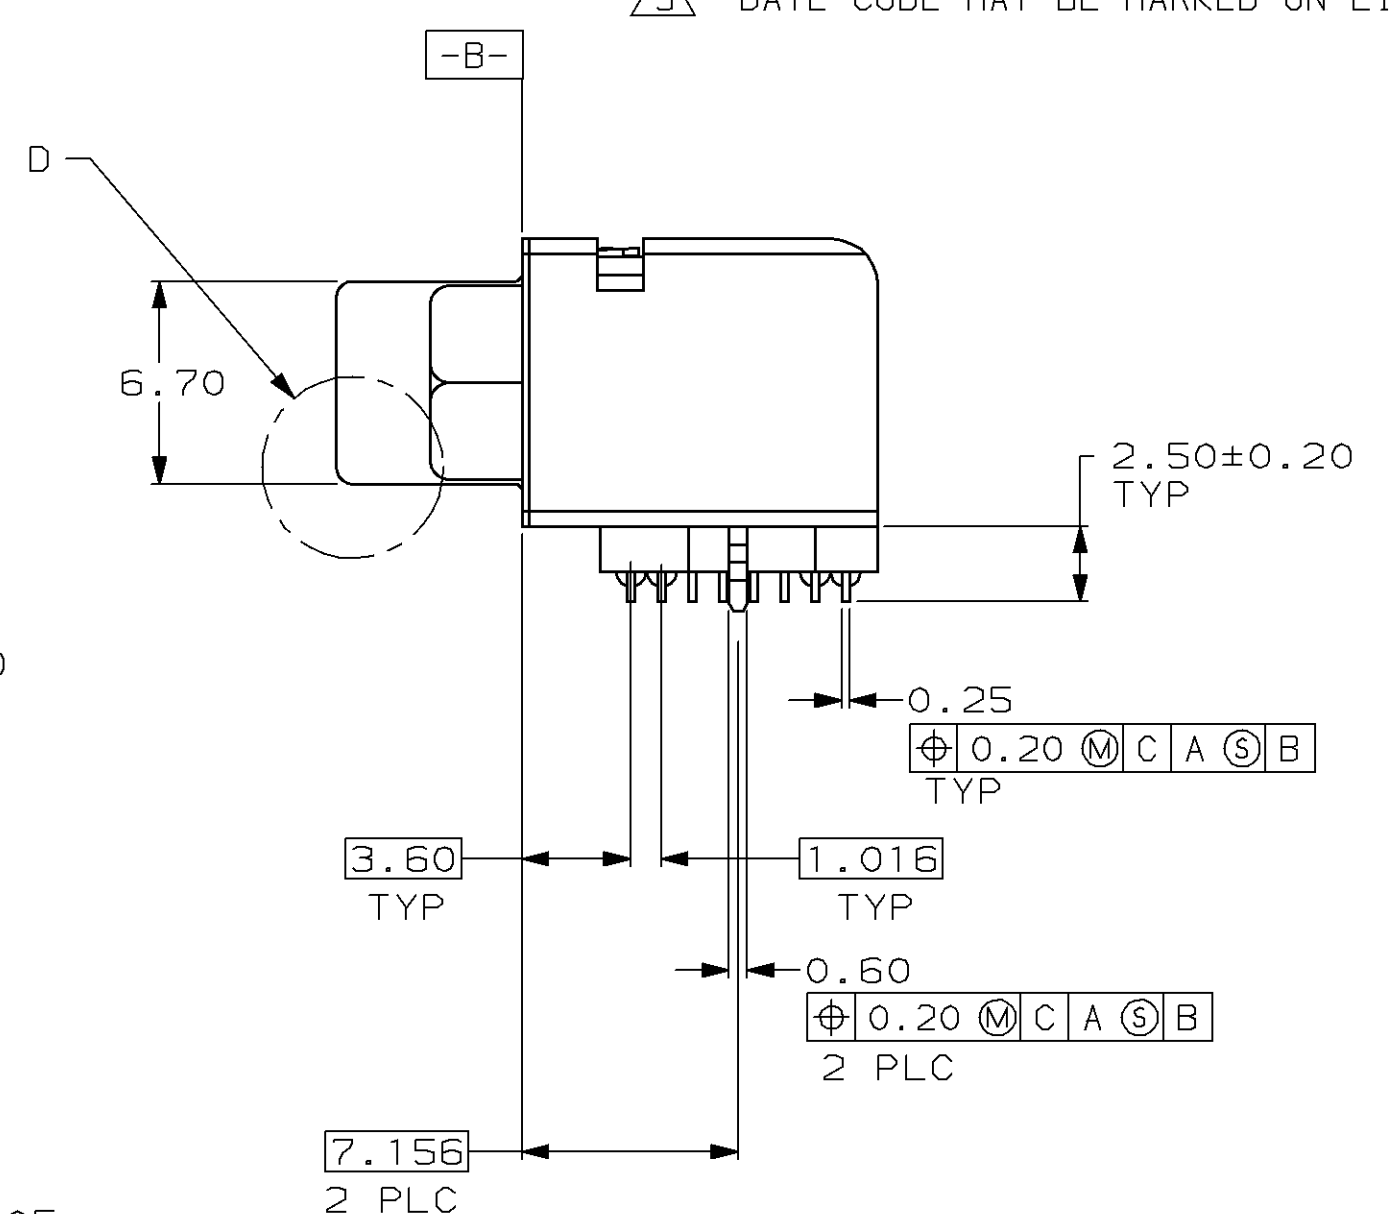 DATE CODE MAY BE MARKED ON
-B-
D
6.70
2.50±0.20
TYP
0.25
⌖ 0.20 Ⓜ C A Ⓢ B
TYP
3.60
TYP
1.016
TYP
0.60
⌖ 0.20 Ⓜ C A Ⓢ B
2 PLC
7.156
2 PLC